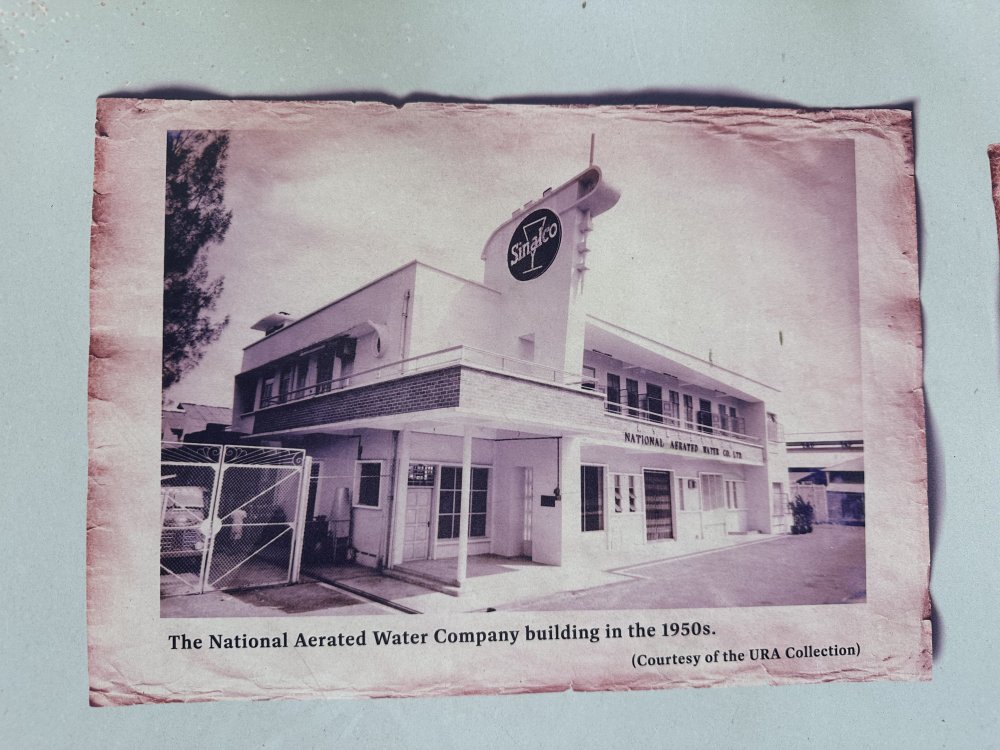 Sinalco
NATIONAL AERATED WATER CO. LTD
The National Aerated Water Company building in the 1950s.
(Courtesy of the URA Collection)